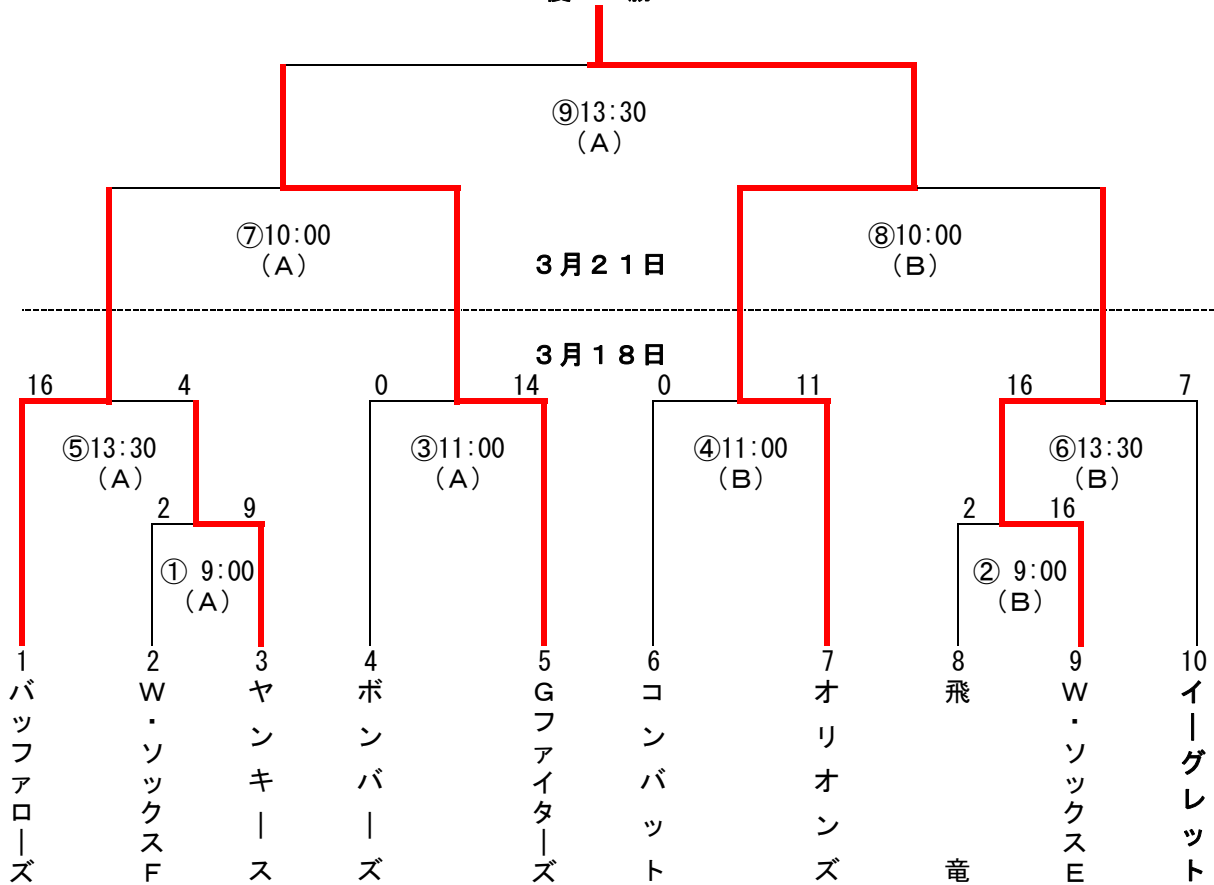 ⑨13:30
(A)
⑦10:00
(A)
⑧10:00
(B)
3月21日
3月18日
16 4 0 14 0 11 16 7
⑤13:30
(A)
③11:00
(A)
④11:00
(B)
⑥13:30
(B)
2 9 2 16
① 9:00
(A)
② 9:00
(B)
1 2 3 4 5 6 7 8 9 10
バッファローズ
W・ソックスF
ヤンキース
ボンバーズ
Gファイターズ
コンバット
オリオンズ
飛竜
W・ソックスE
イーグレット